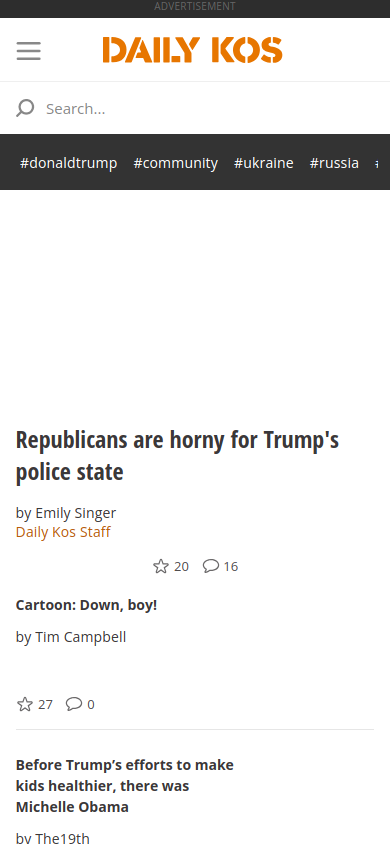 ADVERTISEMENT
DAILY KOS
Search...
#donaldtrump #community #ukraine #russia
Republicans are horny for Trump's
police state
by Emily Singer
Daily Kos Staff
20 16
Cartoon: Down, boy!
by Tim Campbell
27 0
Before Trump’s efforts to make
kids healthier, there was
Michelle Obama
by The19th